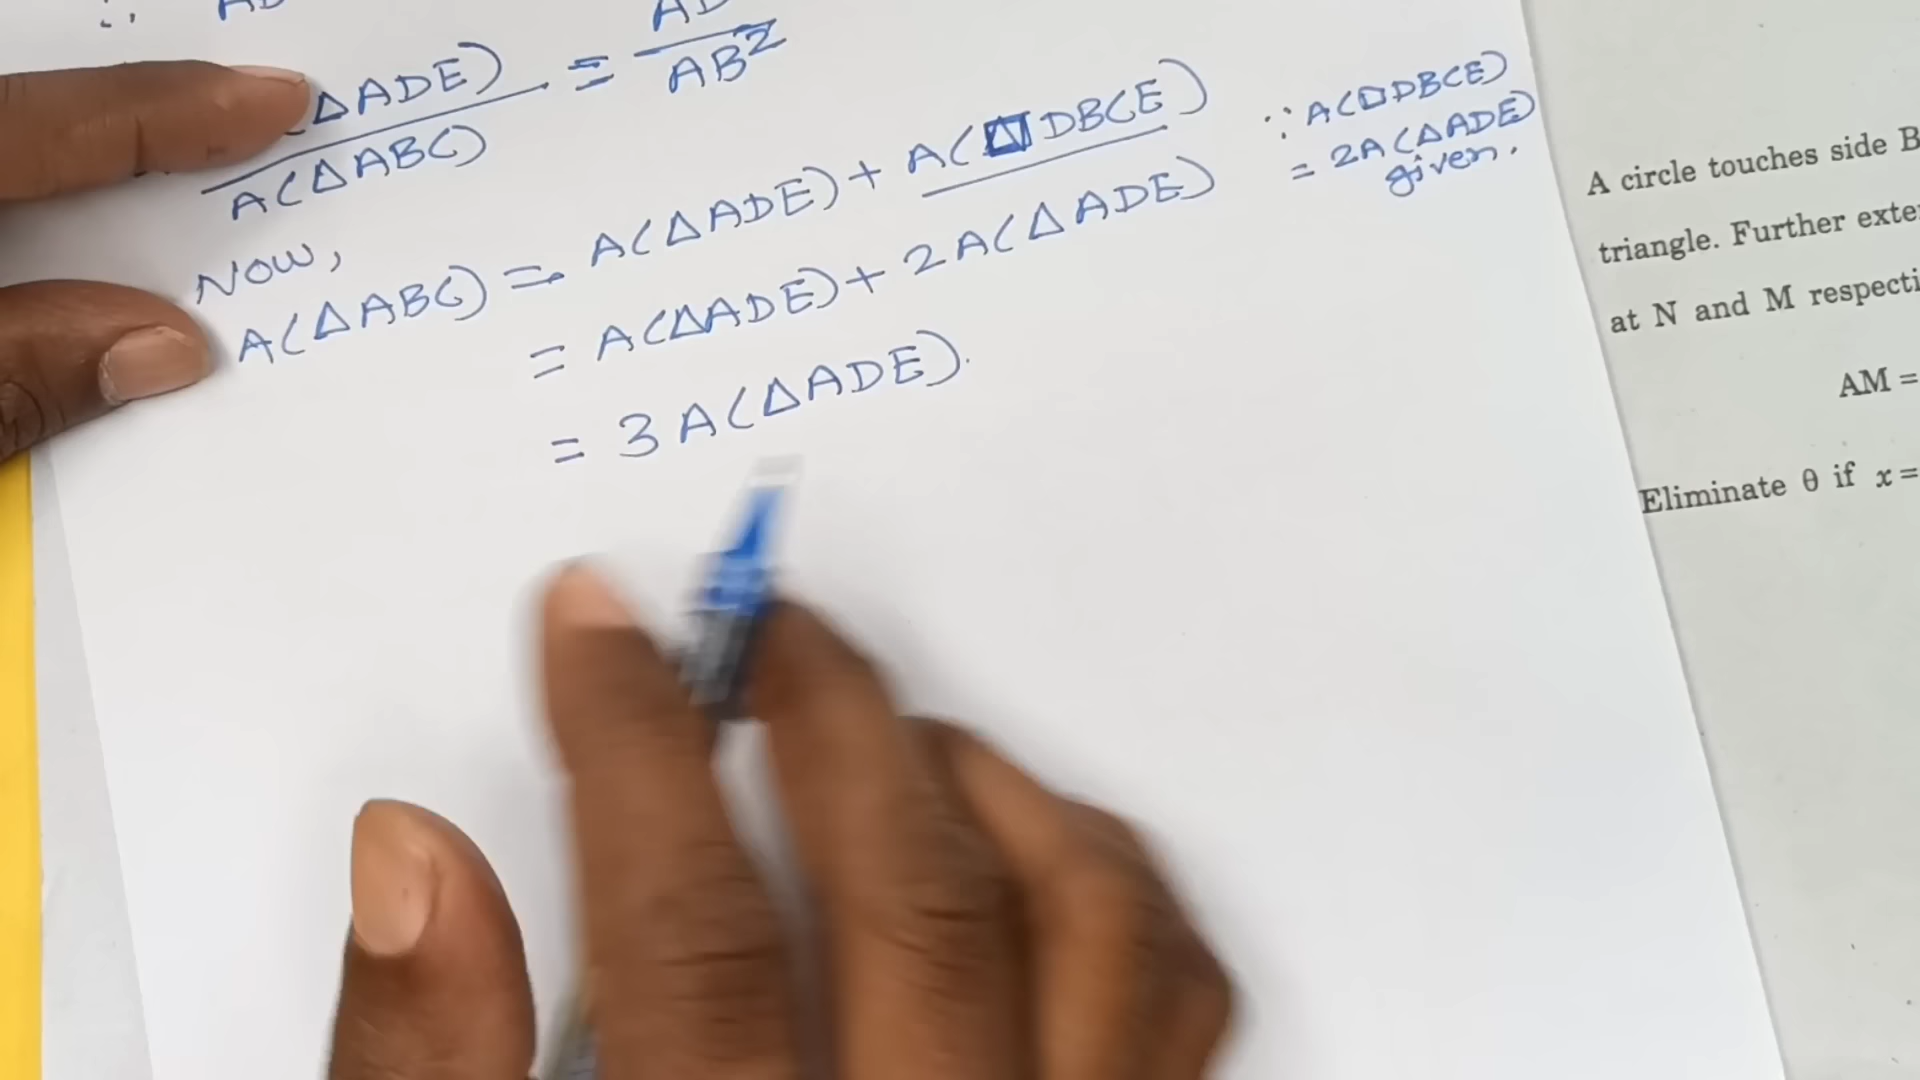 △ADE) = AD
A(△ABC) AB²
A(△ABC) = A(△ADE) + A(□DBCE) ∵ A(□DBCE)
= 2A(△ADE)
given.
Now,
= A(△ADE) + 2A(△ADE)
= 3A(△ADE).
A circle touches side B
triangle. Further exte
at N and M respecti
AM =
Eliminate θ if x =